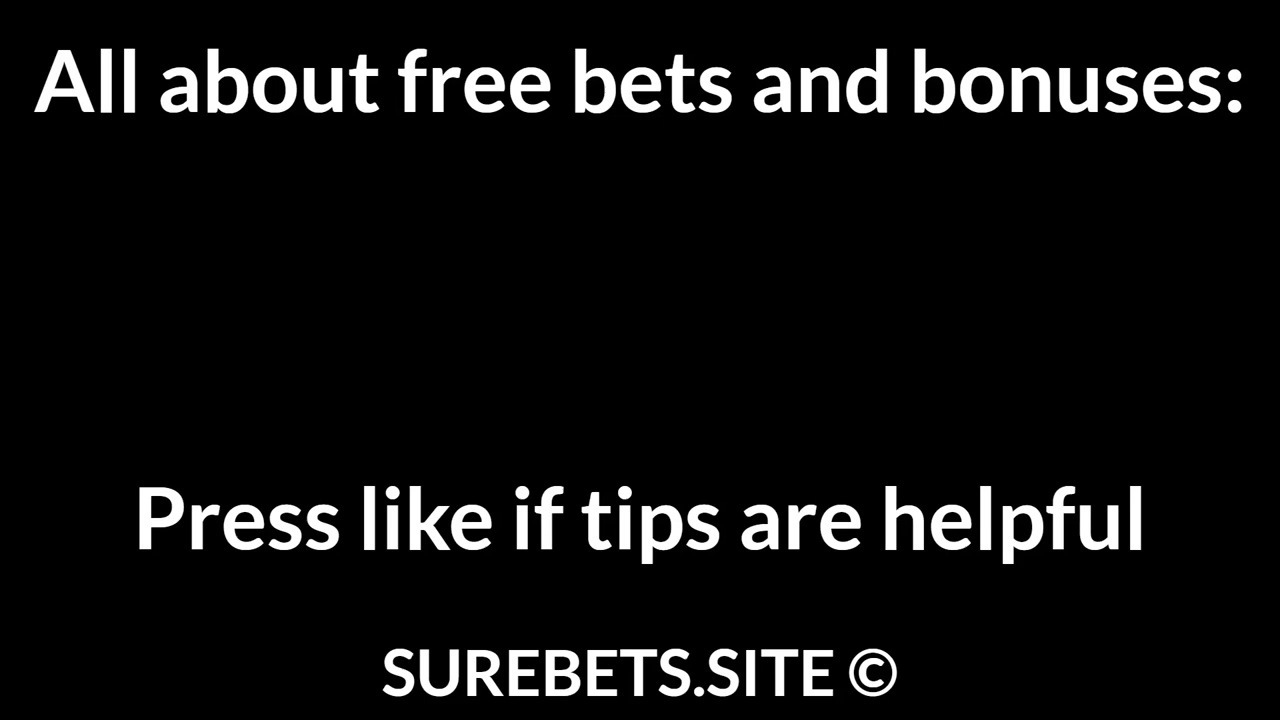 All about free bets and bonuses:
Press like if tips are helpful
SUREBETS.SITE ©